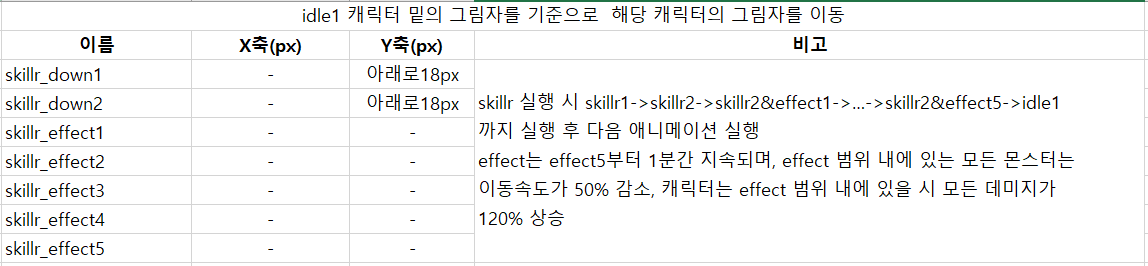 idle1 캐릭터 밑의 그림자를 기준으로 해당 캐릭터의 그림자를 이동
이름 X축(px) Y축(px) 비고
skillr_down1 - 아래로18px
skillr_down2 - 아래로18px
skillr_effect1 - -
skillr_effect2 - -
skillr_effect3 - -
skillr_effect4 - -
skillr_effect5 - -
skillr 실행 시 skillr1->skillr2->skillr2&effect1->...->skillr2&effect5->idle1
까지 실행 후 다음 애니메이션 실행
effect는 effect5부터 1분간 지속되며, effect 범위 내에 있는 모든 몬스터는
이동속도가 50% 감소, 캐릭터는 effect 범위 내에 있을 시 모든 데미지가
120% 상승